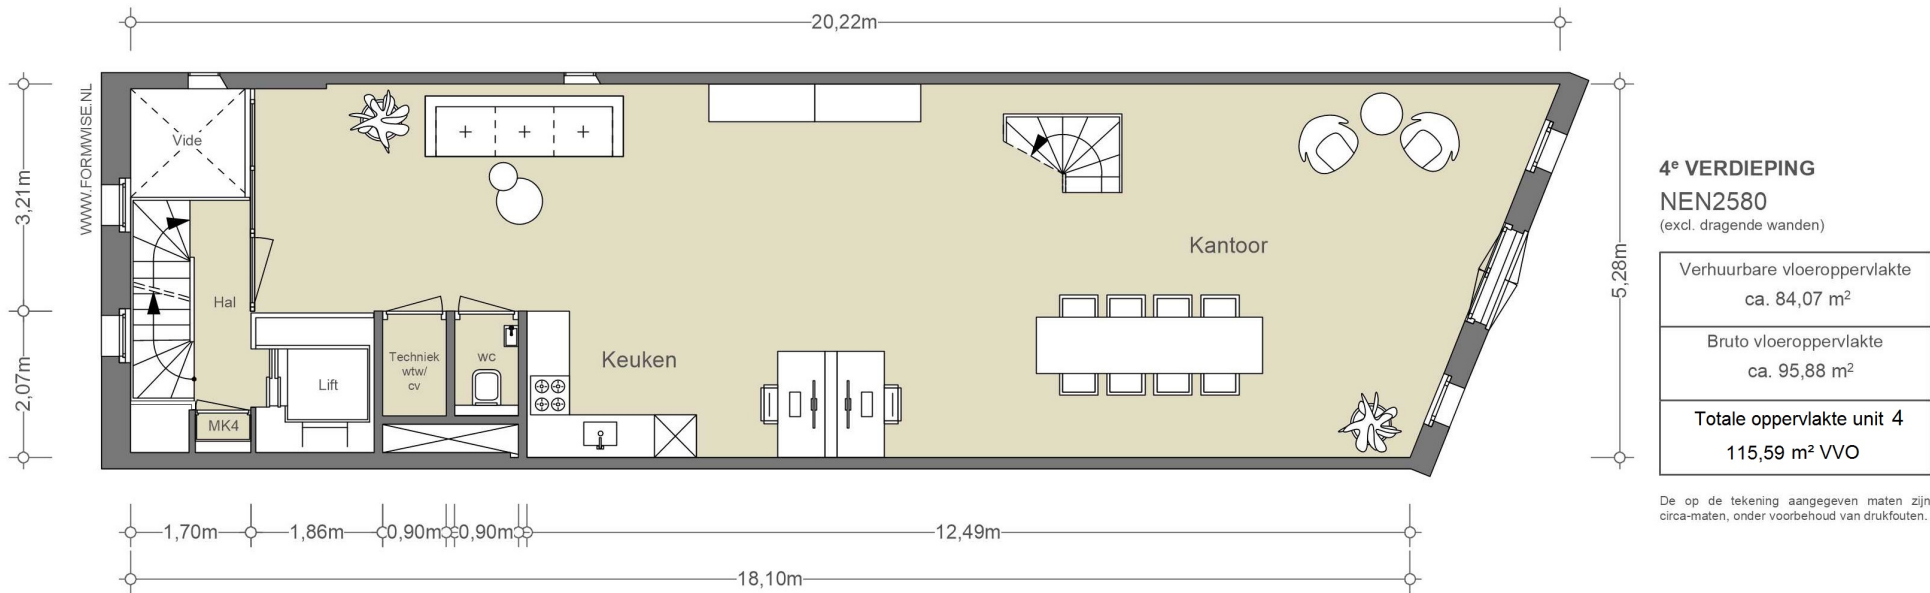 20,22m
WWW.FORMWISE.NL
Vide
3,21m
4e VERDIEPING
NEN2580
(excl. dragende wanden)
Kantoor
5,28m
Verhuurbare vloeroppervlakte
ca. 84,07 m²
Hal
Bruto vloeroppervlakte
ca. 95,88 m²
Keuken
Techniek
wtw/
cv
wc
Lift
2,07m
MK4
Totale oppervlakte unit 4
115,59 m² VVO
De op de tekening aangegeven maten zijn
circa-maten, onder voorbehoud van drukfouten.
1,70m
1,86m
0,90m
0,90m
12,49m
18,10m